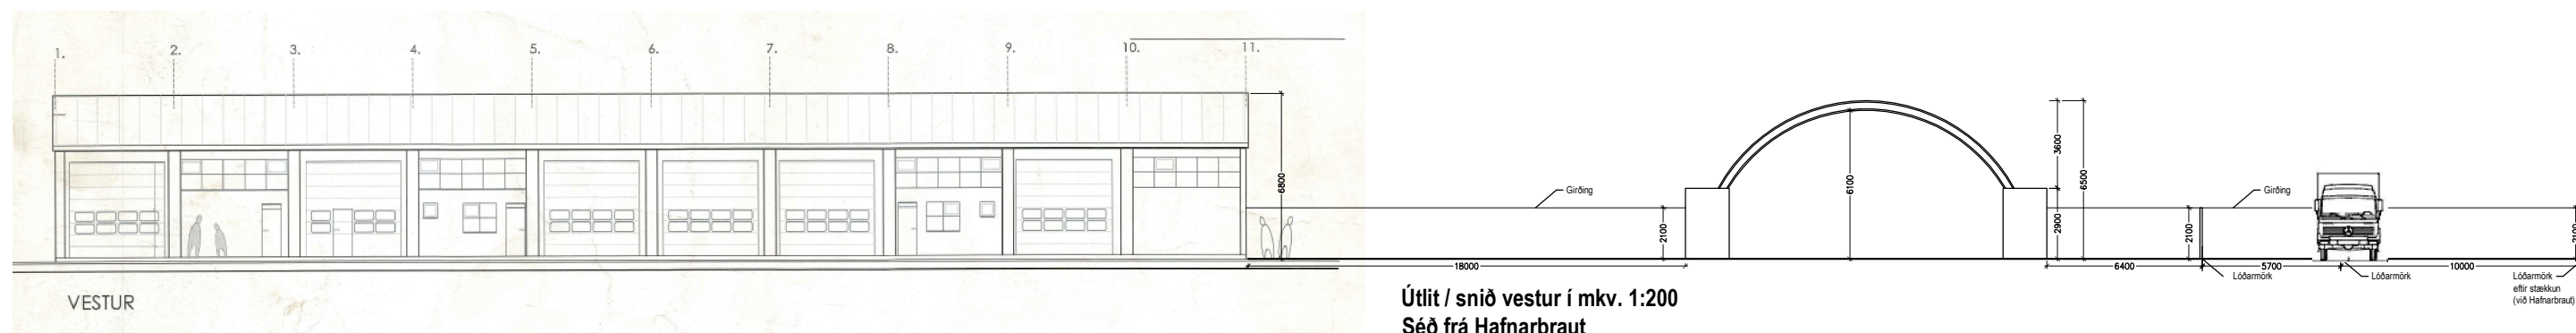 1.
2.
3.
4.
5.
6.
7.
8.
9.
10.
11.
6800
Girðing
2100
18000
6100
3600
2900
6500
2100
6400
Girðing
Lóðarmörk
5700
Lóðarmörk
10000
2100
Lóðarmörk
eftir stækkun
(við Hafnarbraut)
VESTUR
Útlit / snið vestur í mkv. 1:200
Séð frá Hafnarbraut